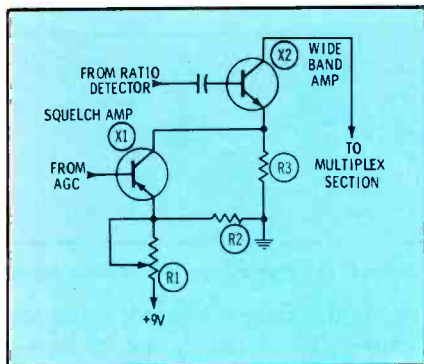 X2
WIDE
BAND
AMP
FROM RATIO
DETECTOR
SQUELCH AMP
X1
FROM
AGC
R3
TO
MULTIPLEX
SECTION
R2
R1
+9V